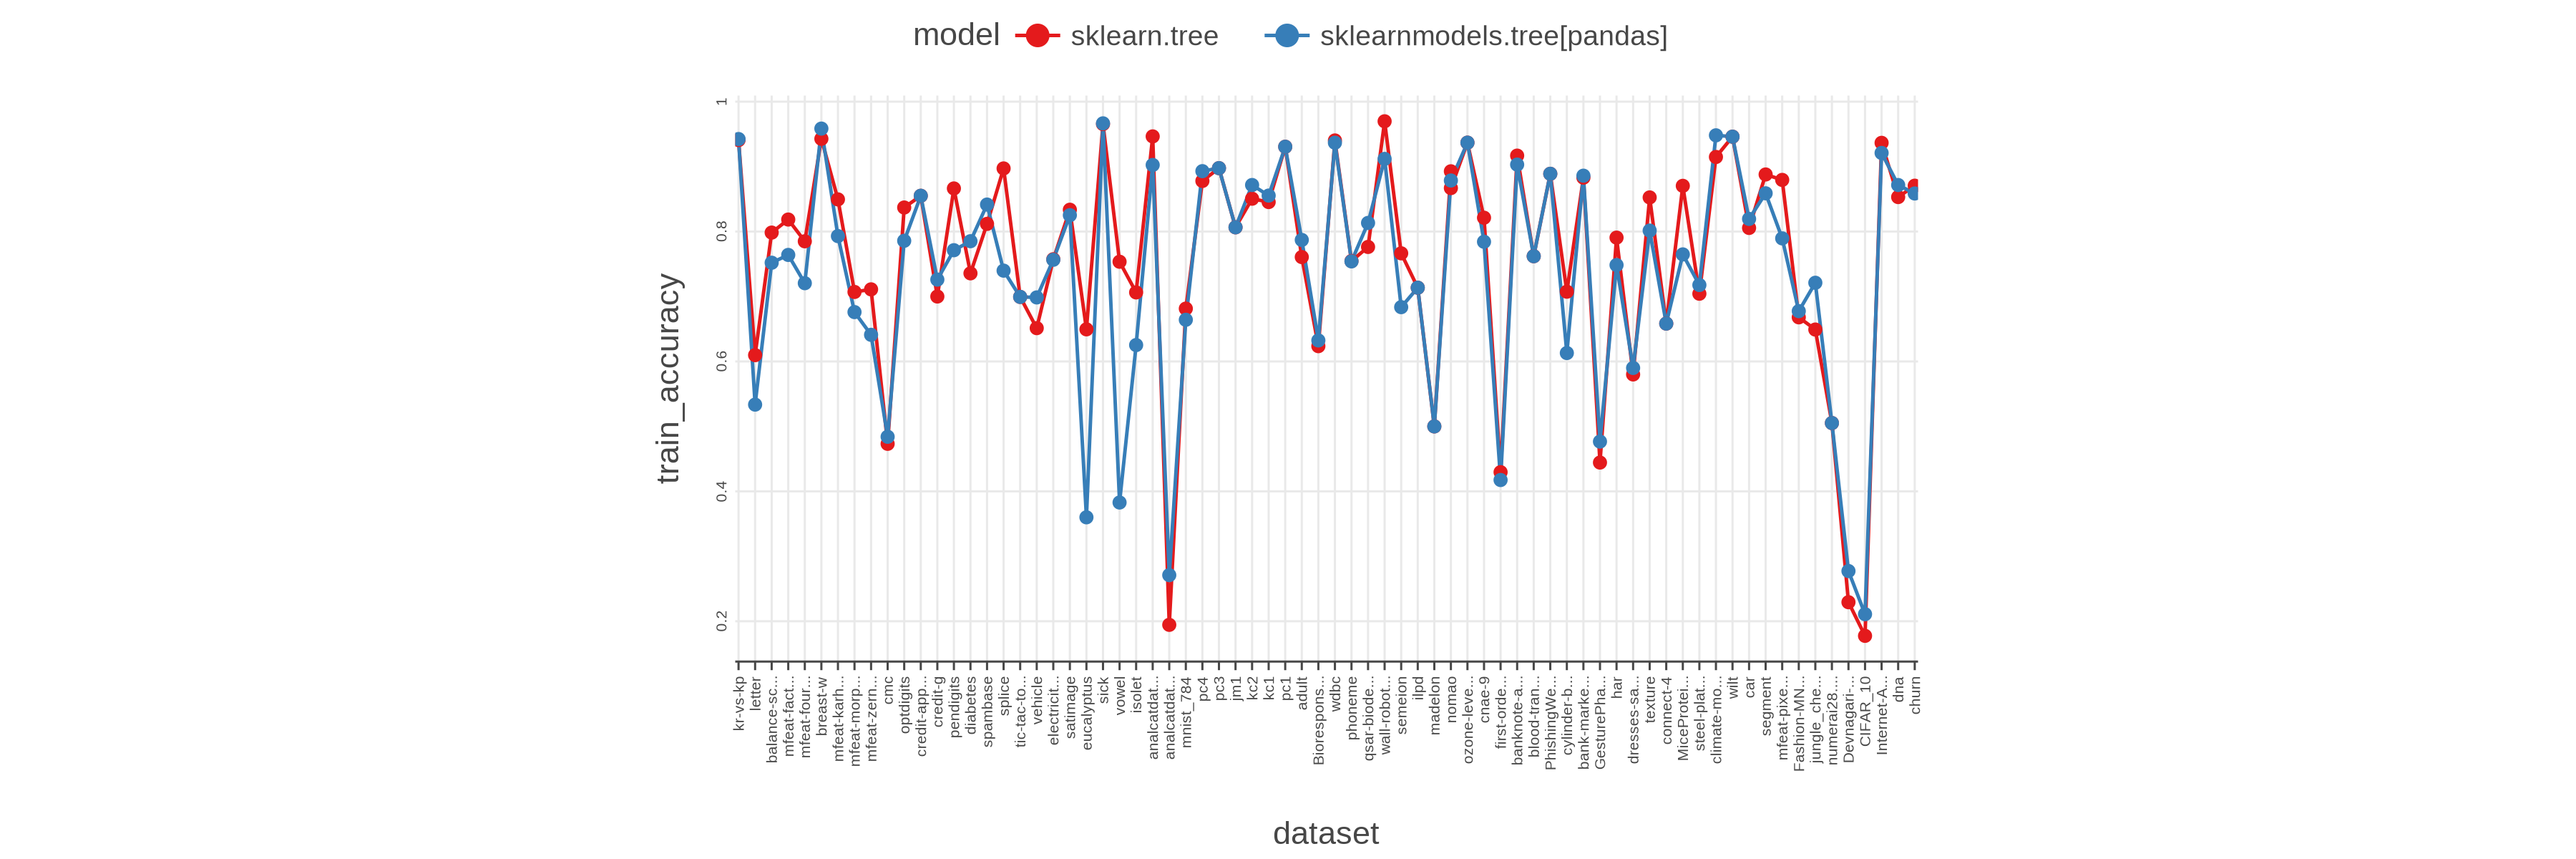 model sklearn.tree sklearnmodels.tree[pandas]
train_accuracy
1
0.8
0.6
0.4
0.2
kr-vs-kp
letter
balance-sc...
mfeat-fact...
mfeat-four...
breast-w
mfeat-karh...
mfeat-morp...
mfeat-zern...
cmc
optdigits
credit-app...
credit-g
pendigits
diabetes
spambase
splice
tic-tac-to...
vehicle
electricit...
satimage
eucalyptus
sick
vowel
isolet
analcatdat...
analcatdat...
mnist_784
pc4
pc3
jm1
kc2
kc1
pc1
adult
Biorespons...
wdbc
phoneme
qsar-biode...
wall-robot...
semeion
ilpd
madelon
nomao
ozone-leve...
cnae-9
first-orde...
banknote-a...
blood-tran...
PhishingWe...
cylinder-b...
bank-marke...
GesturePha...
har
dresses-sa...
texture
connect-4
MiceProtei...
steel-plat...
climate-mo...
wilt
car
segment
mfeat-pixe...
Fashion-MN...
jungle_che...
numerai28....
Devnagari-...
CIFAR_10
Internet-A...
dna
churn
dataset